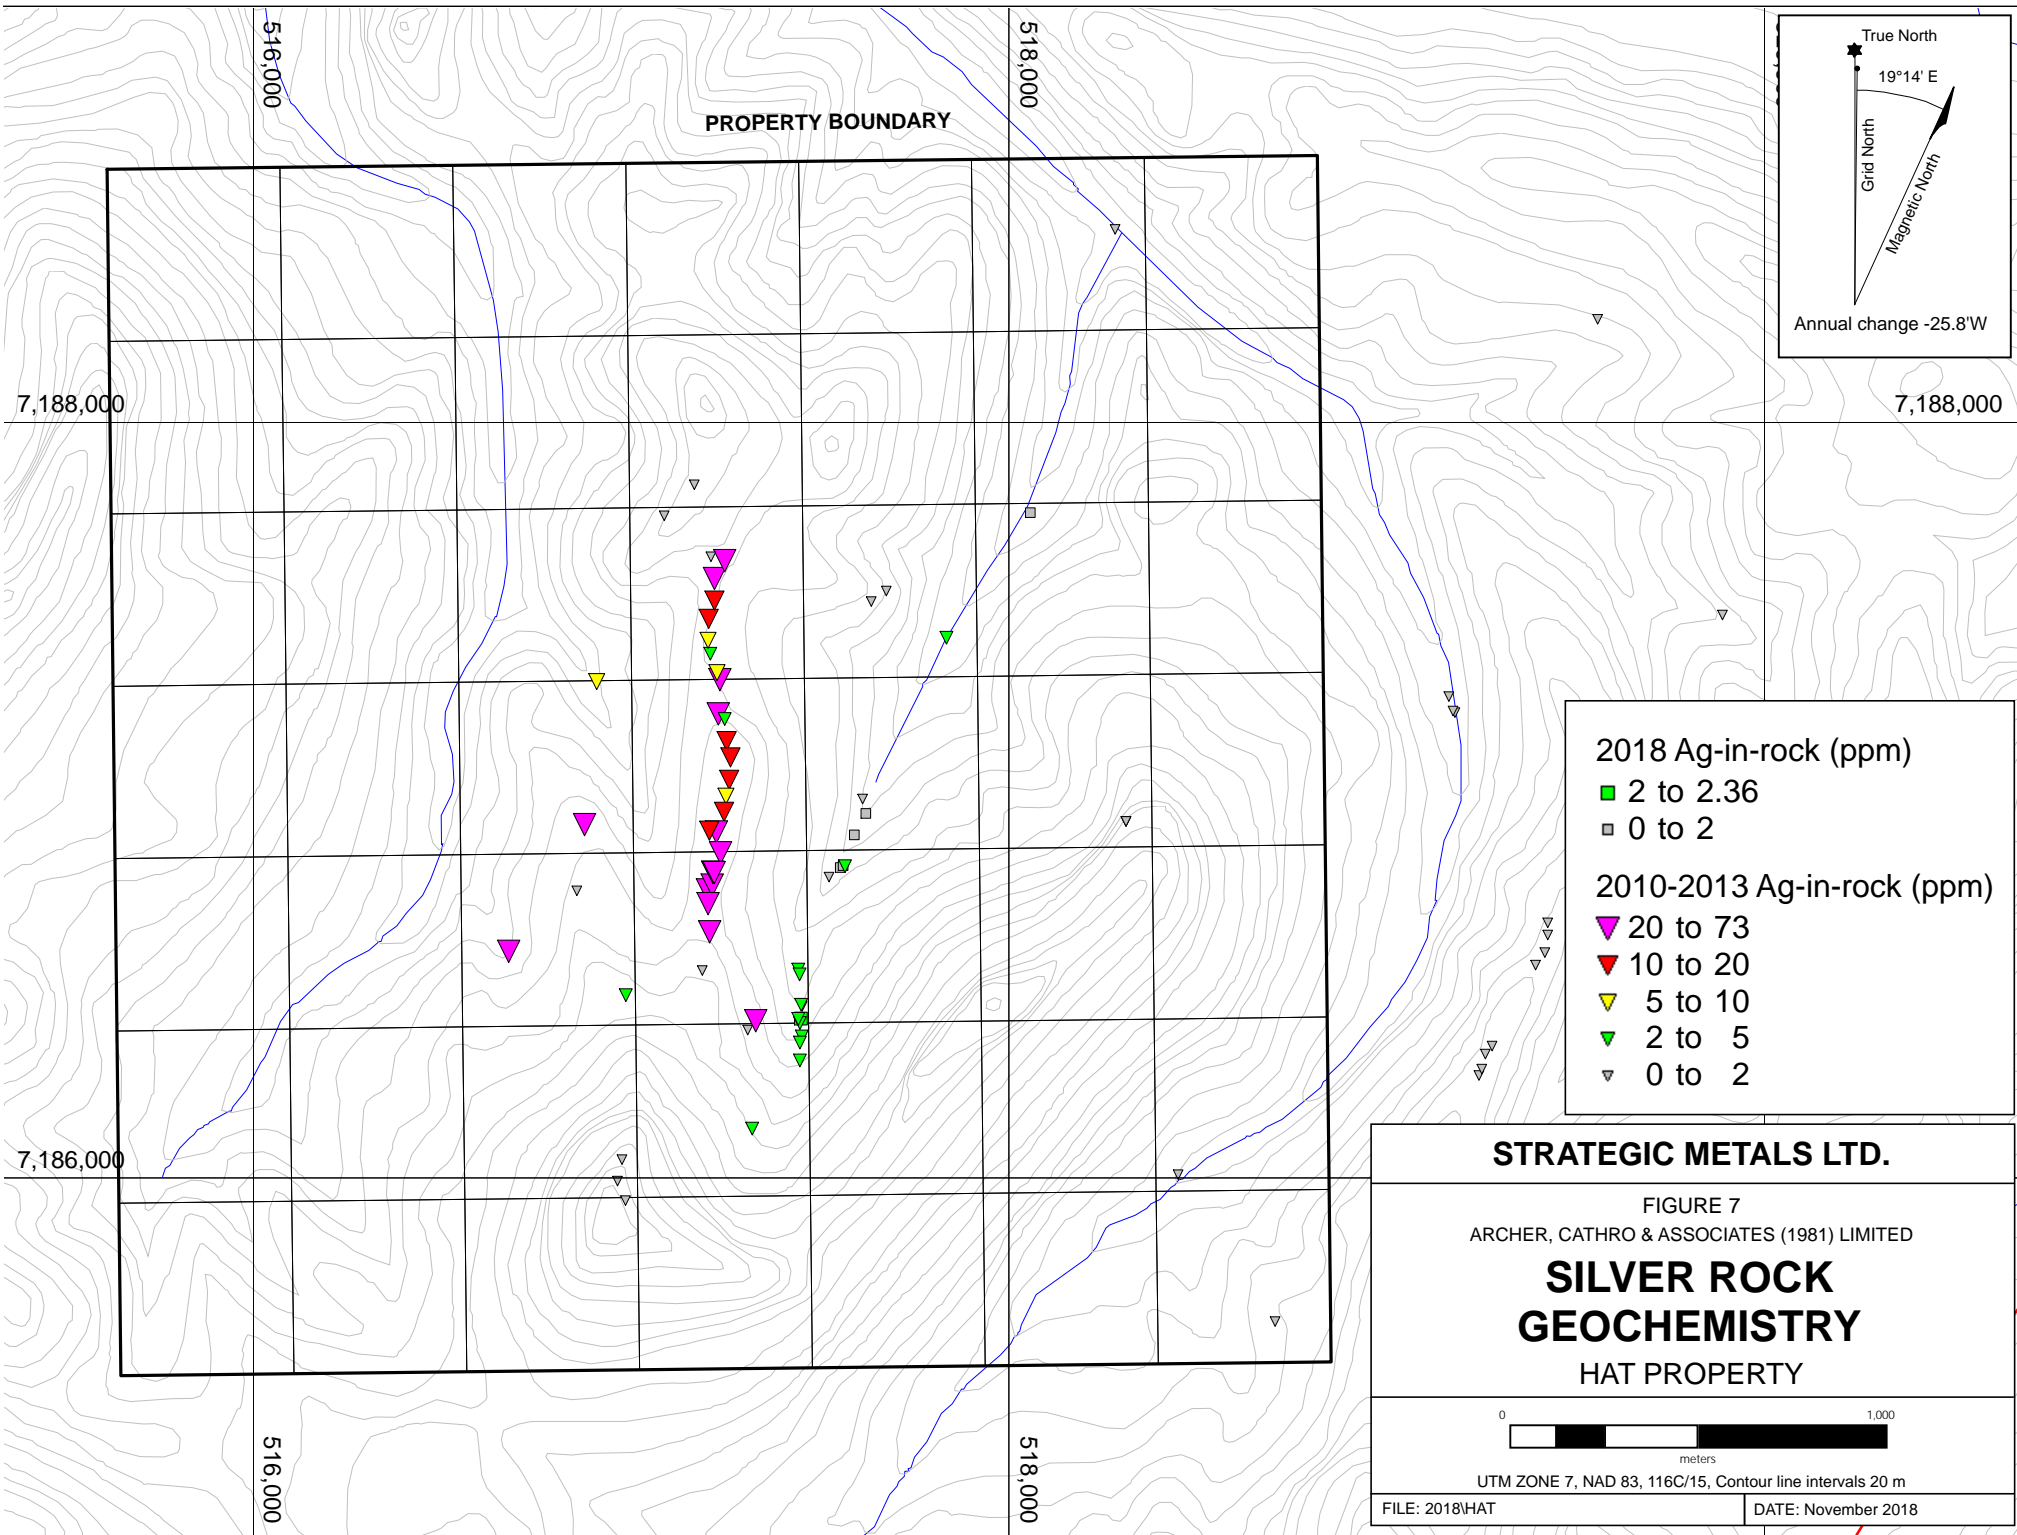 516,000
518,000
True North
19°14' E
Grid North
Magnetic North
Annual change -25.8'W
PROPERTY BOUNDARY
7,188,000
7,188,000
2018 Ag-in-rock (ppm)
2 to 2.36
0 to 2
2010-2013 Ag-in-rock (ppm)
20 to 73
10 to 20
5 to 10
2 to 5
0 to 2
7,186,000
STRATEGIC METALS LTD.
FIGURE 7
ARCHER, CATHRO & ASSOCIATES (1981) LIMITED
SILVER ROCK
GEOCHEMISTRY
HAT PROPERTY
0 1,000
meters
UTM ZONE 7, NAD 83, 116C/15, Contour line intervals 20 m
FILE: 2018\HAT
DATE: November 2018
516,000
518,000